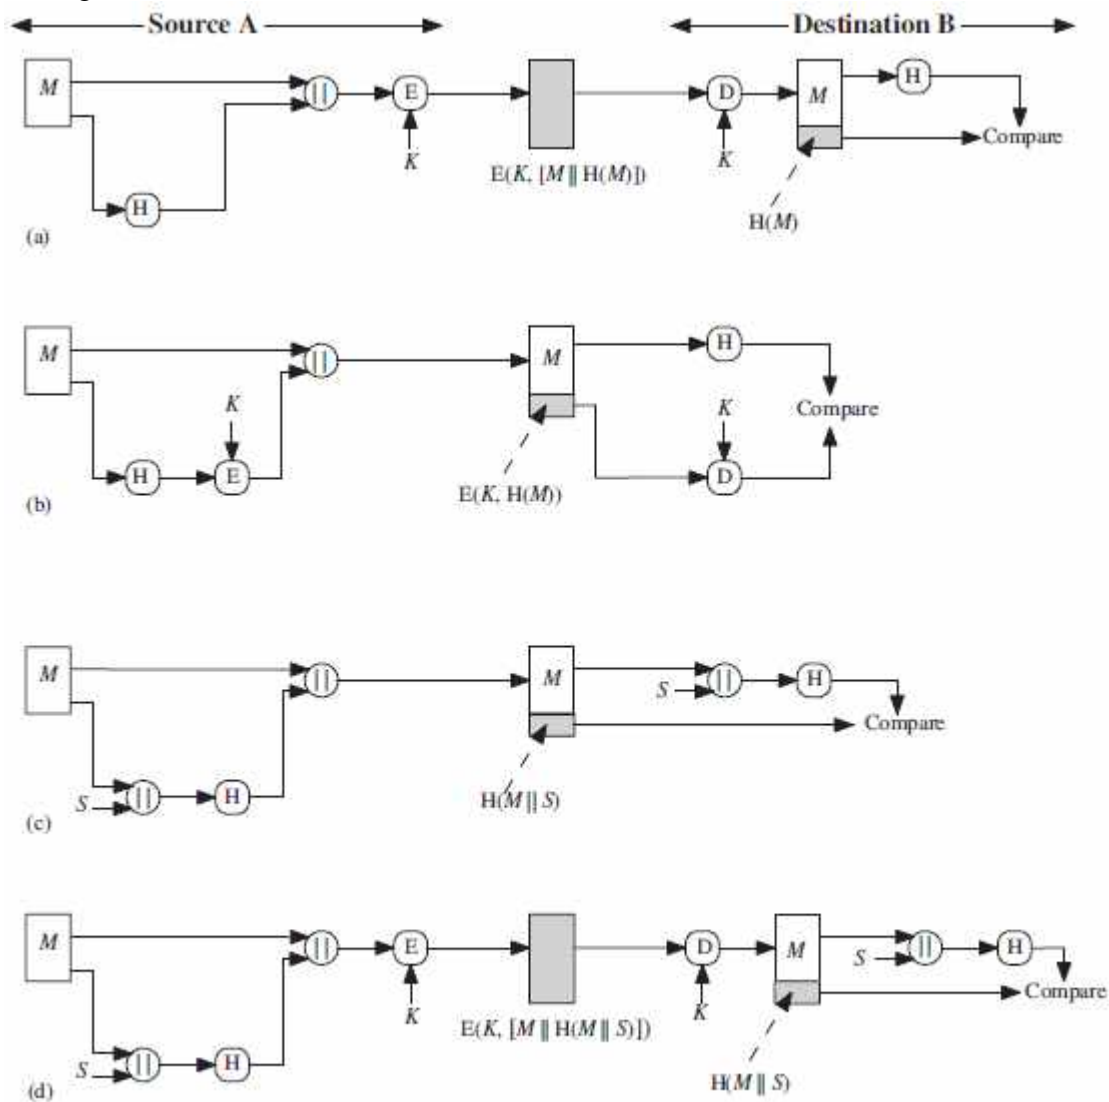 Source A Destination B
M || E D M H
K K Compare
E(K, [M || H(M)])
H H(M)
(a)
M || M H
K K Compare
H E D
E(K, H(M))
(b)
M || M S || H
Compare
S || H H(M || S)
(c)
M || E D M S || H
K K Compare
E(K, [M || H(M || S)])
S || H H(M || S)
(d)